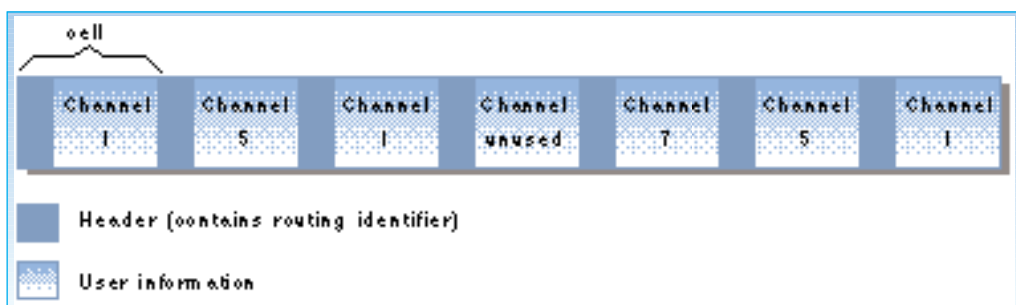 cell
Channel 1
Channel 5
Channel 1
Channel unused
Channel 7
Channel 5
Channel 1
Header (contains routing identifier)
User information